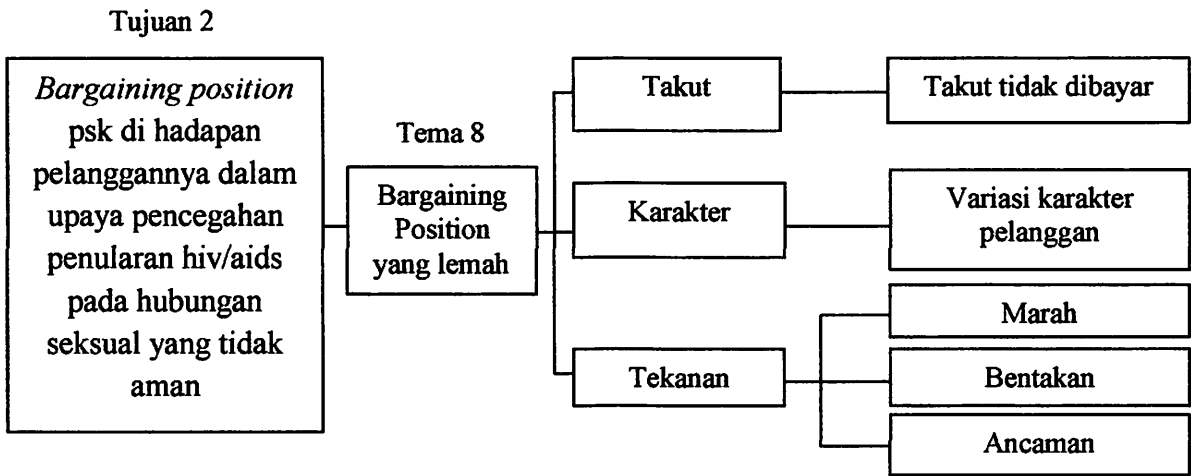 Tujuan 2
Bargaining position
psk di hadapan
pelanggannya dalam
upaya pencegahan
penularan hiv/aids
pada hubungan
seksual yang tidak
aman
Tema 8
Bargaining
Position
yang lemah
Takut
Takut tidak dibayar
Karakter
Variasi karakter
pelanggan
Tekanan
Marah
Bentakan
Ancaman